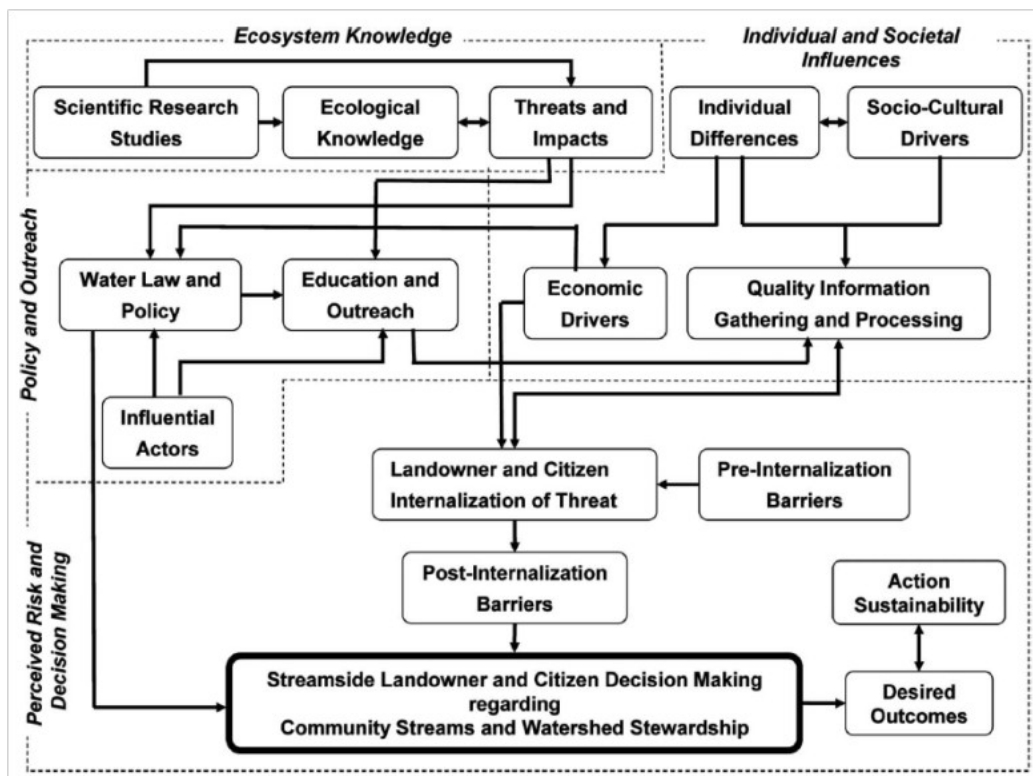 Ecosystem Knowledge
Individual and Societal
Influences
Scientific Research
Studies
Ecological
Knowledge
Threats and
Impacts
Individual
Differences
Socio-Cultural
Drivers
Policy and Outreach
Water Law and
Policy
Education and
Outreach
Economic
Drivers
Quality Information
Gathering and Processing
Influential
Actors
Landowner and Citizen
Internalization of Threat
Pre-Internalization
Barriers
Perceived Risk and
Decision Making
Post-Internalization
Barriers
Action
Sustainability
Streamside Landowner and Citizen Decision Making
regarding
Community Streams and Watershed Stewardship
Desired
Outcomes